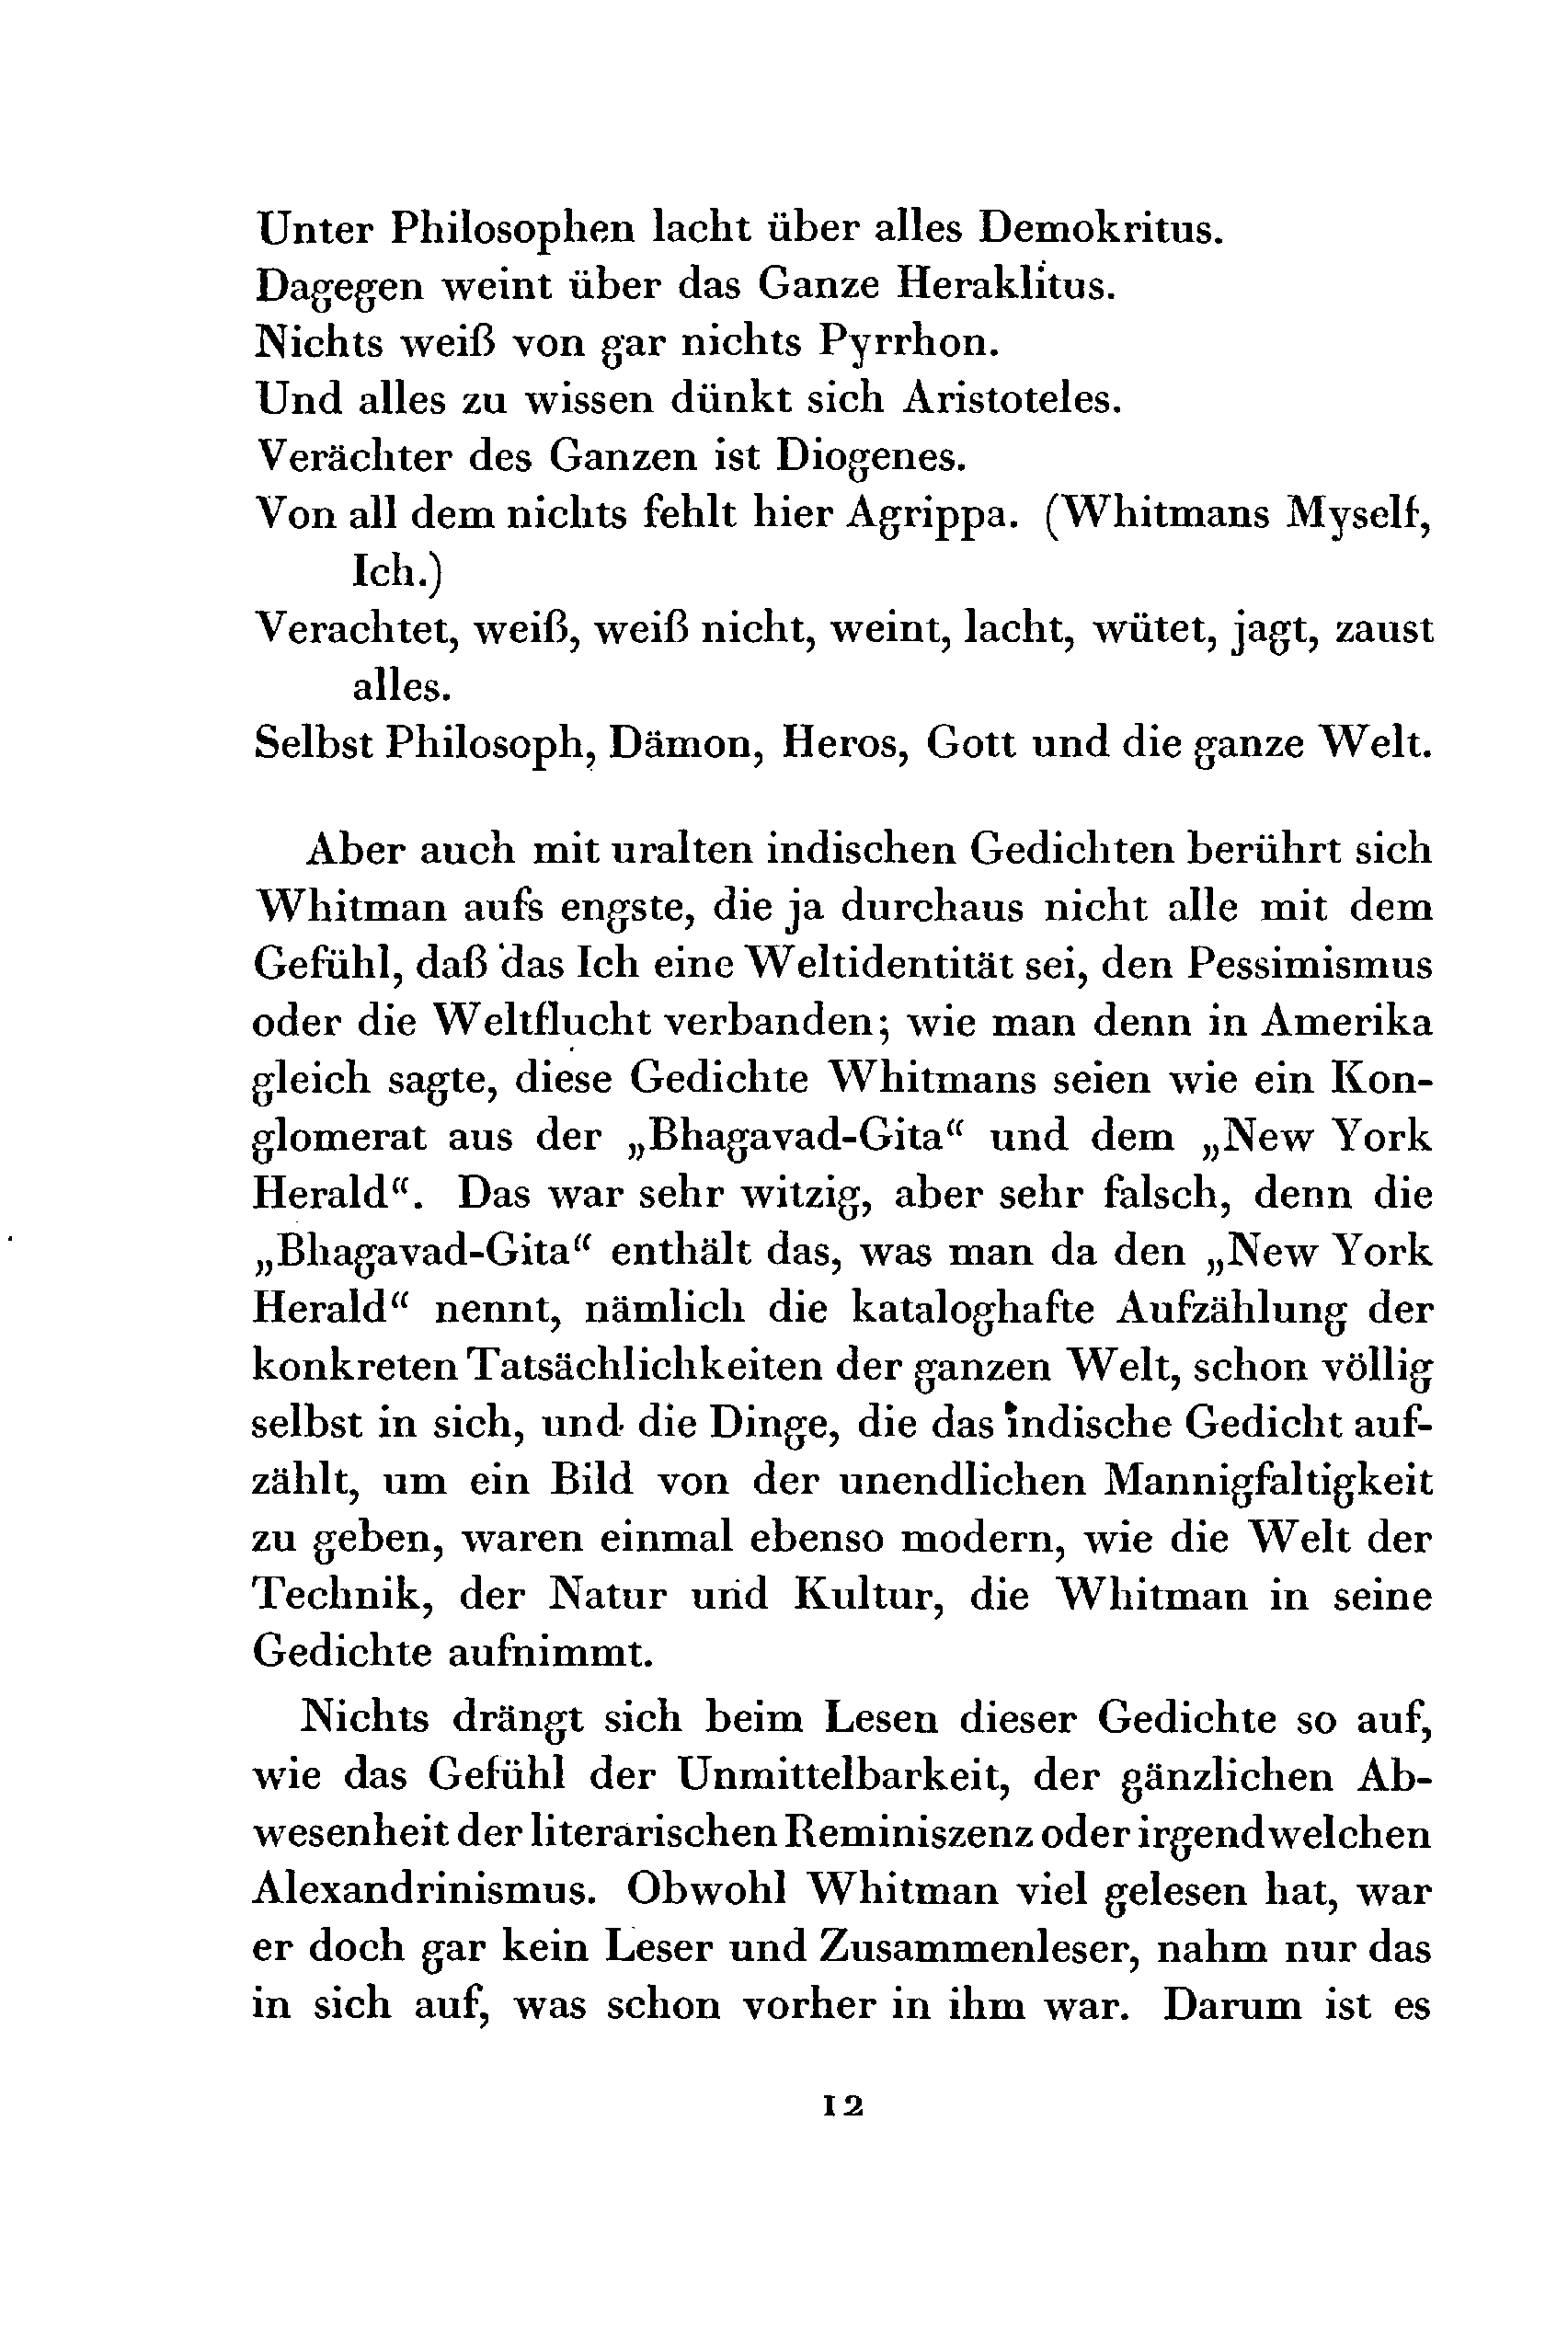 Unter Philosophen lacht über alles Demokritus.
Dagegen weint über das Ganze Heraklitus.
Nichts weiß von gar nichts Pyrrhon.
Und alles zu wissen dünkt sich Aristoteles.
Verächter des Ganzen ist Diogenes.
Von all dem nichts fehlt hier Agrippa. (Whitmans Myself,
Ich.)
Verachtet, weiß, weiß nicht, weint, lacht, wütet, jagt, zaust
alles.
Selbst Philosoph, Dämon, Heros, Gott und die ganze Welt.
Aber auch mit uralten indischen Gedichten berührt sich
Whitman aufs engste, die ja durchaus nicht alle mit dem
Gefühl, daß das Ich eine Weltidentität sei, den Pessimismus
oder die Weltflucht verbanden; wie man denn in Amerika
gleich sagte, diese Gedichte Whitmans seien wie ein Kon-
glomerat aus der „Bhagavad-Gita“ und dem „New York
Herald“. Das war sehr witzig, aber sehr falsch, denn die
„Bhagavad-Gita“ enthält das, was man da den „New York
Herald“ nennt, nämlich die kataloghafte Aufzählung der
konkreten Tatsächlichkeiten der ganzen Welt, schon völlig
selbst in sich, und die Dinge, die das indische Gedicht auf-
zählt, um ein Bild von der unendlichen Mannigfaltigkeit
zu geben, waren einmal ebenso modern, wie die Welt der
Technik, der Natur und Kultur, die Whitman in seine
Gedichte aufnimmt.
Nichts drängt sich beim Lesen dieser Gedichte so auf,
wie das Gefühl der Unmittelbarkeit, der gänzlichen Ab-
wesenheit der literarischen Reminiszenz oder irgendwelchen
Alexandrinismus. Obwohl Whitman viel gelesen hat, war
er doch gar kein Leser und Zusammenleser, nahm nur das
in sich auf, was schon vorher in ihm war. Darum ist es
12